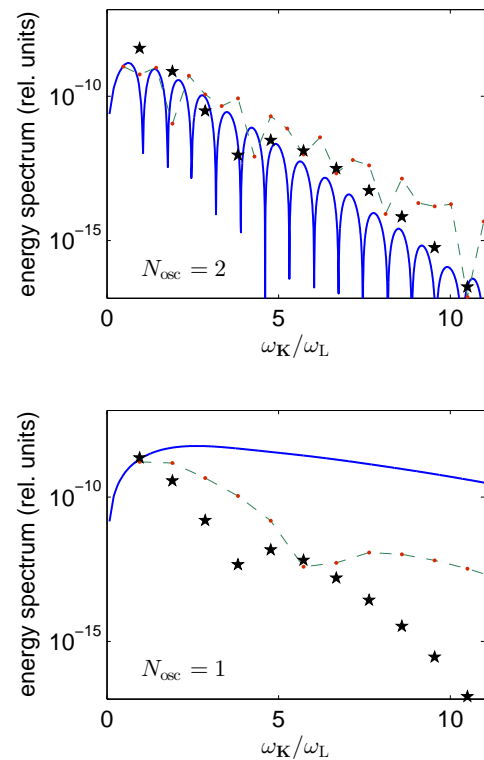 energy spectrum (rel. units)
10⁻¹⁰
10⁻¹⁵
N_osc = 2
0 5 10
ω_K/ω_L
energy spectrum (rel. units)
10⁻¹⁰
10⁻¹⁵
N_osc = 1
0 5 10
ω_K/ω_L